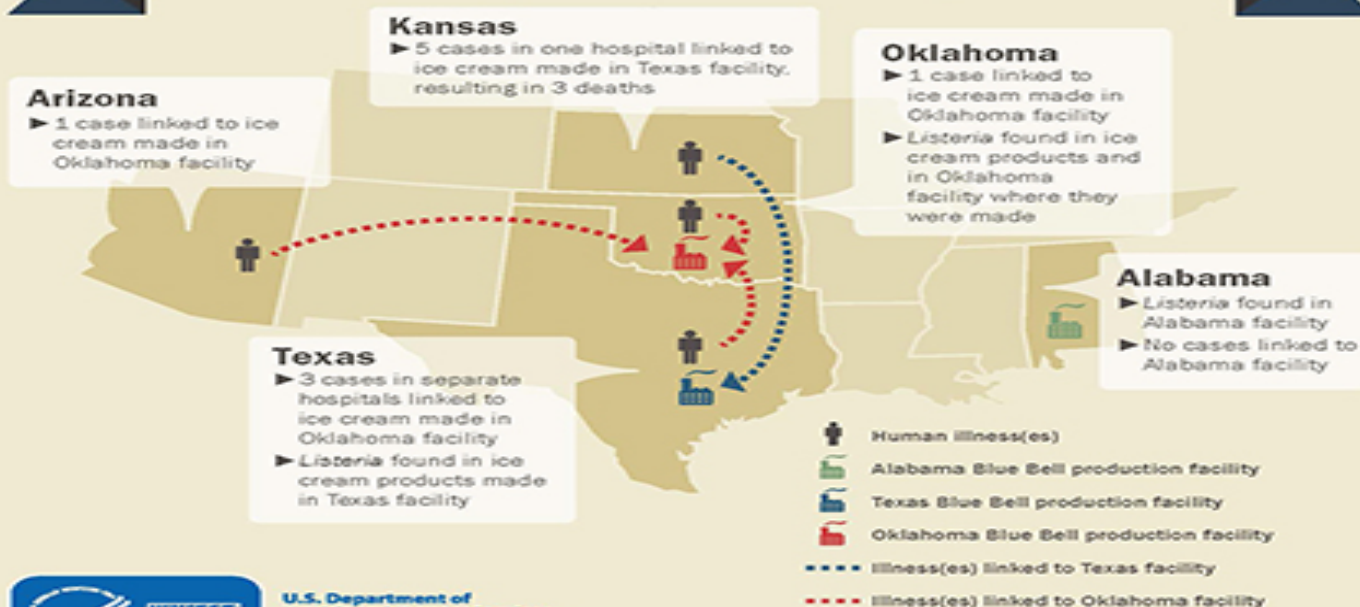 Kansas
► 5 cases in one hospital linked to
ice cream made in Texas facility,
resulting in 3 deaths
Oklahoma
► 1 case linked to
ice cream made in
Oklahoma facility
► Listeria found in ice
cream products and
in Oklahoma
facility where they
were made
Arizona
► 1 case linked to ice
cream made in
Oklahoma facility
Alabama
► Listeria found in
Alabama facility
► No cases linked to
Alabama facility
Texas
► 3 cases in separate
hospitals linked to
ice cream made in
Oklahoma facility
► Listeria found in ice
cream products made
in Texas facility
Human illness(es)
Alabama Blue Bell production facility
Texas Blue Bell production facility
Oklahoma Blue Bell production facility
Illness(es) linked to Texas facility
Illness(es) linked to Oklahoma facility
U.S. Department of